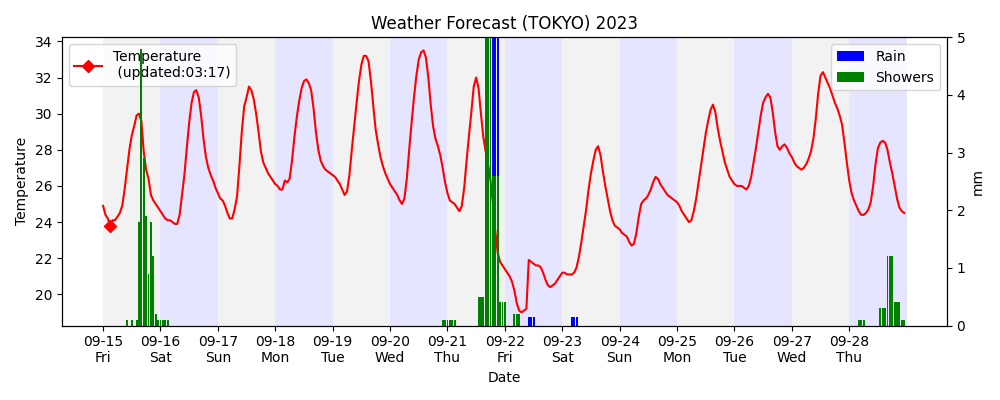 Weather Forecast (TOKYO) 2023
Temperature
(updated:03:17)
Rain
Showers
Temperature
34
32
30
28
26
24
22
20
5
4
3
2
1
0
mm
09-15 09-16 09-17 09-18 09-19 09-20 09-21 09-22 09-23 09-24 09-25 09-26 09-27 09-28
Fri Sat Sun Mon Tue Wed Thu Fri Sat Sun Mon Tue Wed Thu
Date